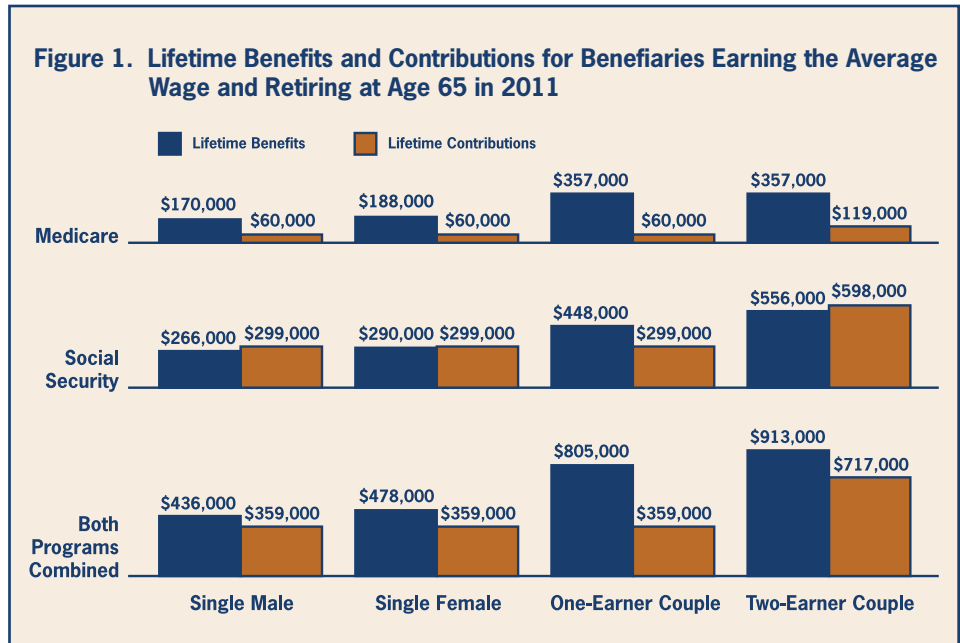 Figure 1. Lifetime Benefits and Contributions for Benefiaries Earning the Average
Wage and Retiring at Age 65 in 2011
Lifetime Benefits Lifetime Contributions
$170,000 $60,000 $188,000 $60,000 $357,000 $60,000 $357,000 $119,000
Medicare
$266,000 $299,000 $290,000 $299,000 $448,000 $299,000 $556,000 $598,000
Social
Security
$436,000 $359,000 $478,000 $359,000 $805,000 $359,000 $913,000 $717,000
Both
Programs
Combined
Single Male Single Female One-Earner Couple Two-Earner Couple